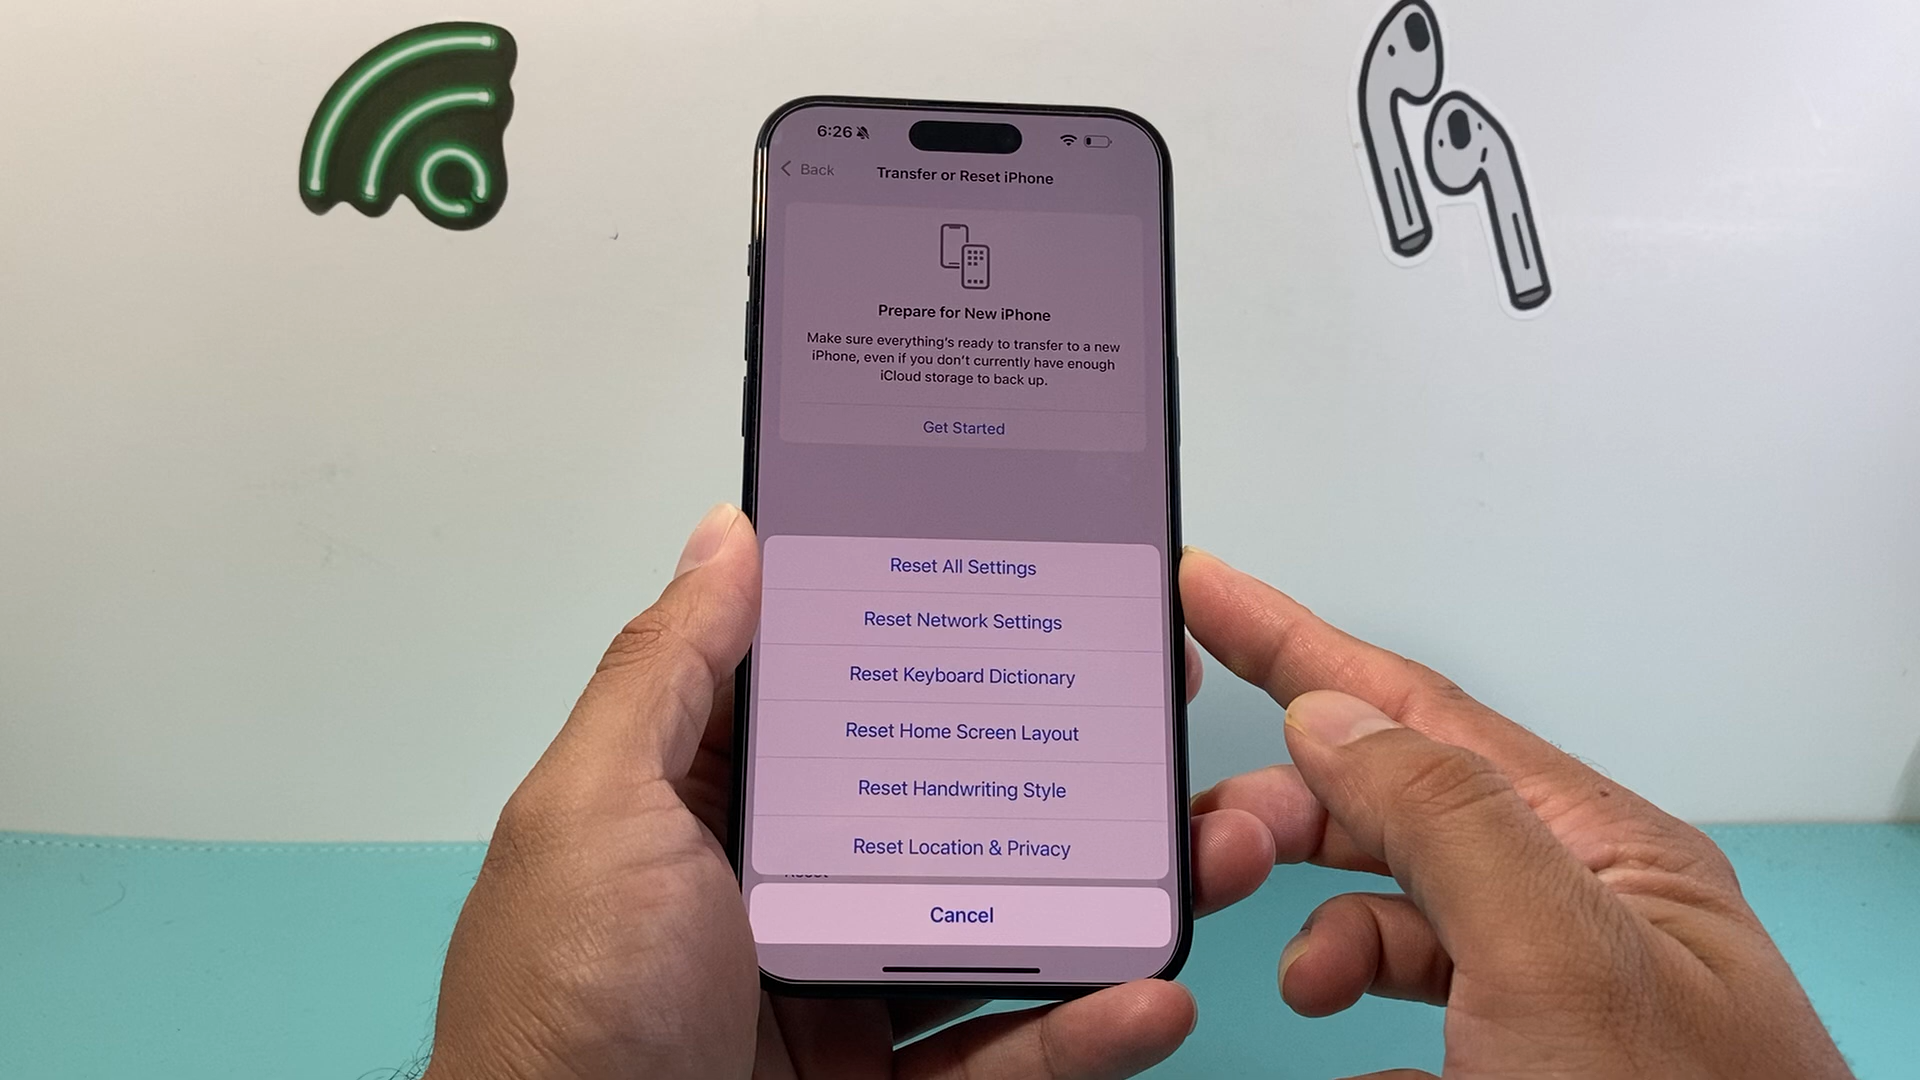 6:26
Back
Transfer or Reset iPhone
Prepare for New iPhone
Make sure everything's ready to transfer to a new
iPhone, even if you don't currently have enough
iCloud storage to back up.
Get Started
Reset All Settings
Reset Network Settings
Reset Keyboard Dictionary
Reset Home Screen Layout
Reset Handwriting Style
Reset Location & Privacy
Reset
Cancel